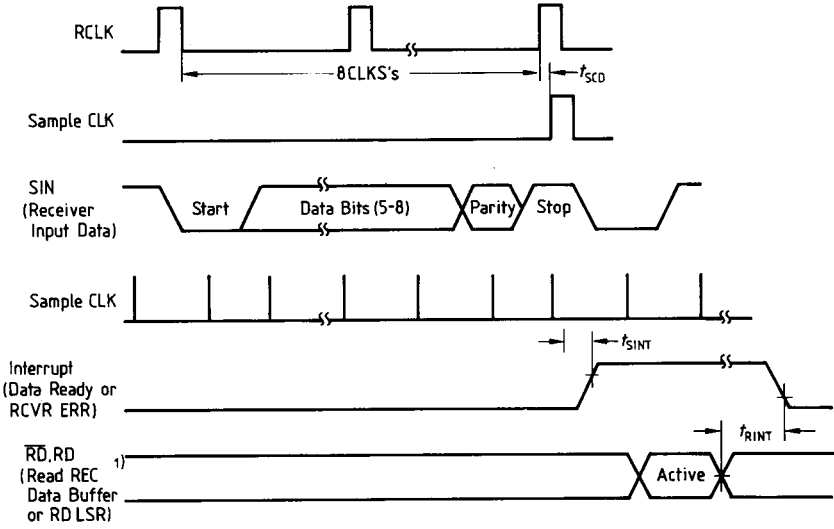 RCLK
8CLKS's
tSCD
Sample CLK
SIN
(Receiver
Input Data)
Start
Data Bits (5-8)
Parity
Stop
Sample CLK
tSINT
Interrupt
(Data Ready or
RCVR ERR)
tRINT
RD, RD 1)
(Read REC
Data Buffer
or RD LSR)
Active